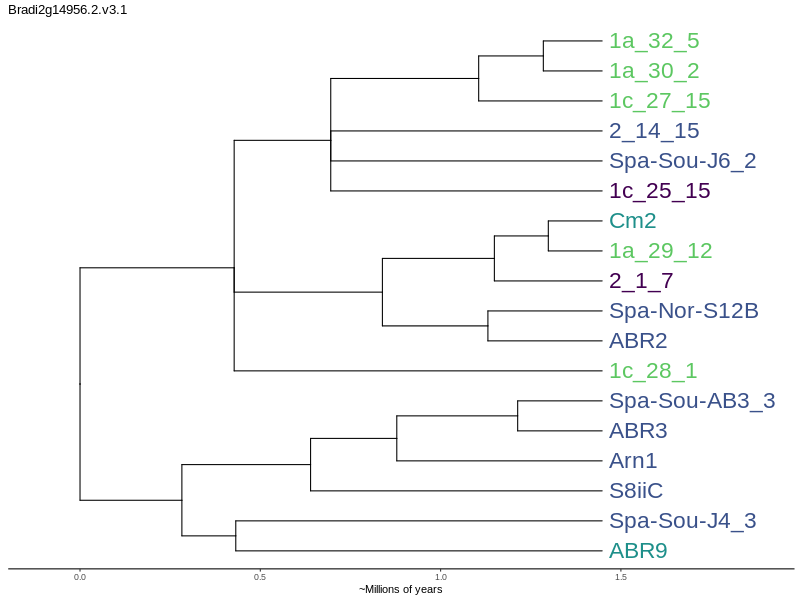 Bradi2g14956.2.v3.1
1a_32_5
1a_30_2
1c_27_15
2_14_15
Spa-Sou-J6_2
1c_25_15
Cm2
1a_29_12
2_1_7
Spa-Nor-S12B
ABR2
1c_28_1
Spa-Sou-AB3_3
ABR3
Arn1
S8iiC
Spa-Sou-J4_3
ABR9
0.0 0.5 1.0 1.5
~Millions of years